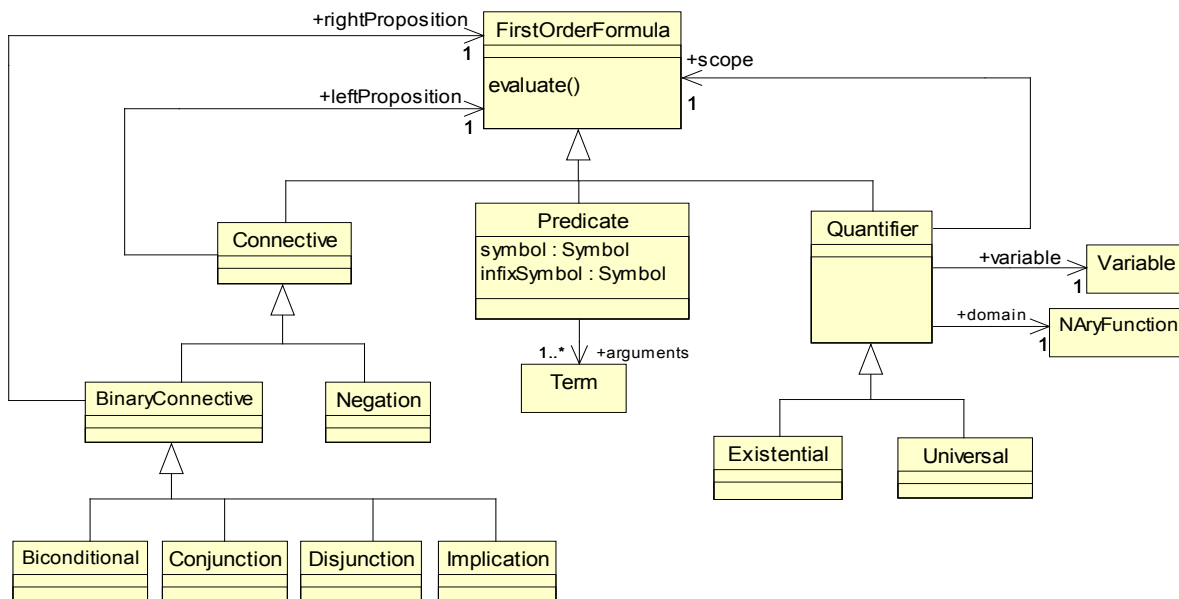 +rightProposition
1
FirstOrderFormula
evaluate()
+scope
1
+leftProposition
1
Connective
Predicate
symbol : Symbol
infixSymbol : Symbol
Quantifier
+variable
1
Variable
+domain
1
NAryFunction
1..*
+arguments
Term
BinaryConnective
Negation
Existential
Universal
Biconditional
Conjunction
Disjunction
Implication